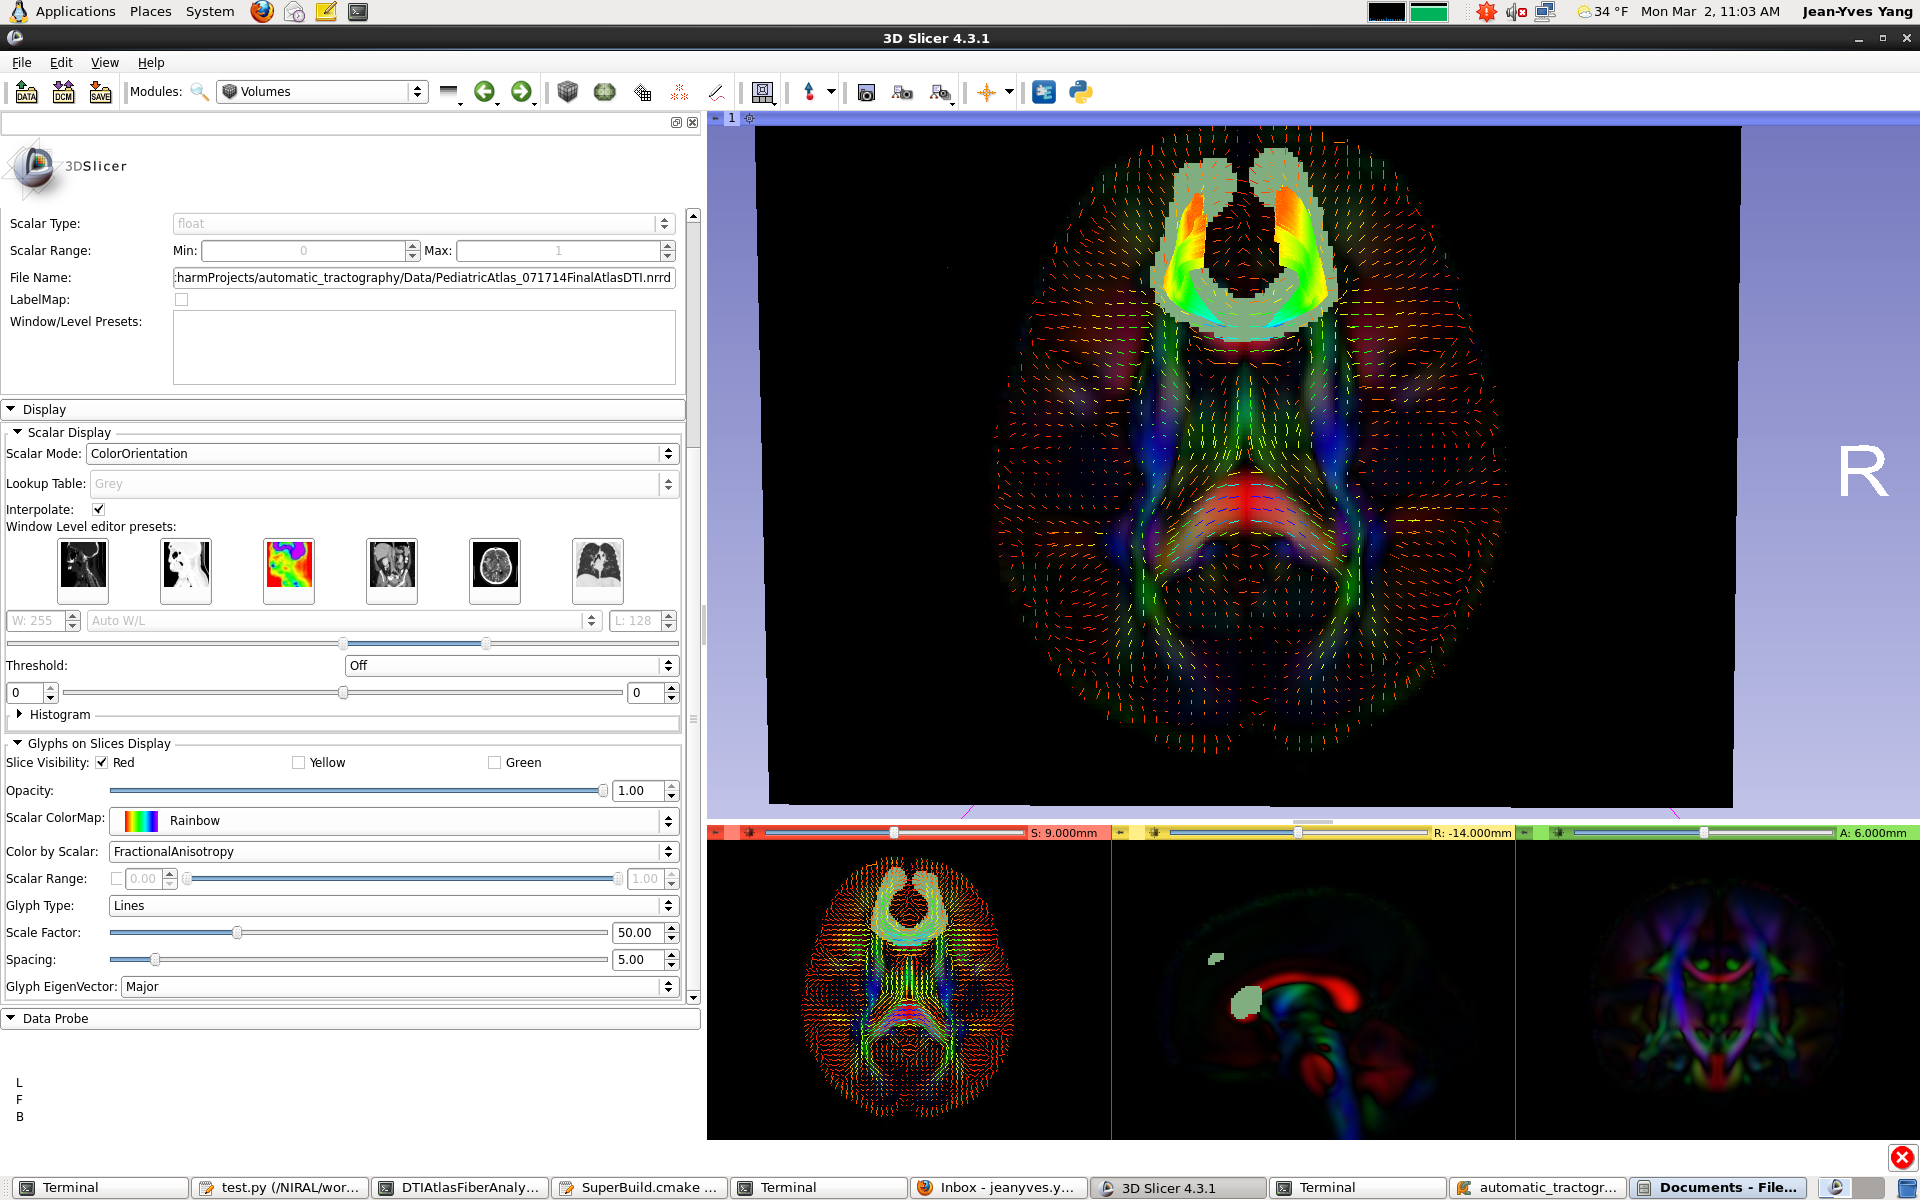 Applications Places System 34 °F Mon Mar 2, 11:03 AM Jean-Yves Yang
3D Slicer 4.3.1
File Edit View Help
DATA DCM SAVE Modules: Volumes
1
3DSlicer
Scalar Type: float
Scalar Range: Min: 0 Max: 1
File Name: :harmProjects/automatic_tractography/Data/PediatricAtlas_071714FinalAtlasDTI.nrrd
LabelMap:
Window/Level Presets:
Display
Scalar Display
Scalar Mode: ColorOrientation
Lookup Table: Grey
Interpolate:
Window Level editor presets:
W: 255 Auto W/L L: 128
Threshold: Off
0 0
Histogram
Glyphs on Slices Display
Slice Visibility: Red Yellow Green
Opacity: 1.00
Scalar ColorMap: Rainbow
Color by Scalar: FractionalAnisotropy
Scalar Range: 0.00 1.00
Glyph Type: Lines
Scale Factor: 50.00
Spacing: 5.00
Glyph EigenVector: Major
Data Probe
L
F
B
R
S: 9.000mm R: -14.000mm A: 6.000mm
Terminal test.py (/NIRAL/wor... DTIAtlasFiberAnaly... SuperBuild.cmake ... Terminal Inbox - jeanyves.y... 3D Slicer 4.3.1 Terminal automatic_tractogr... Documents - File...